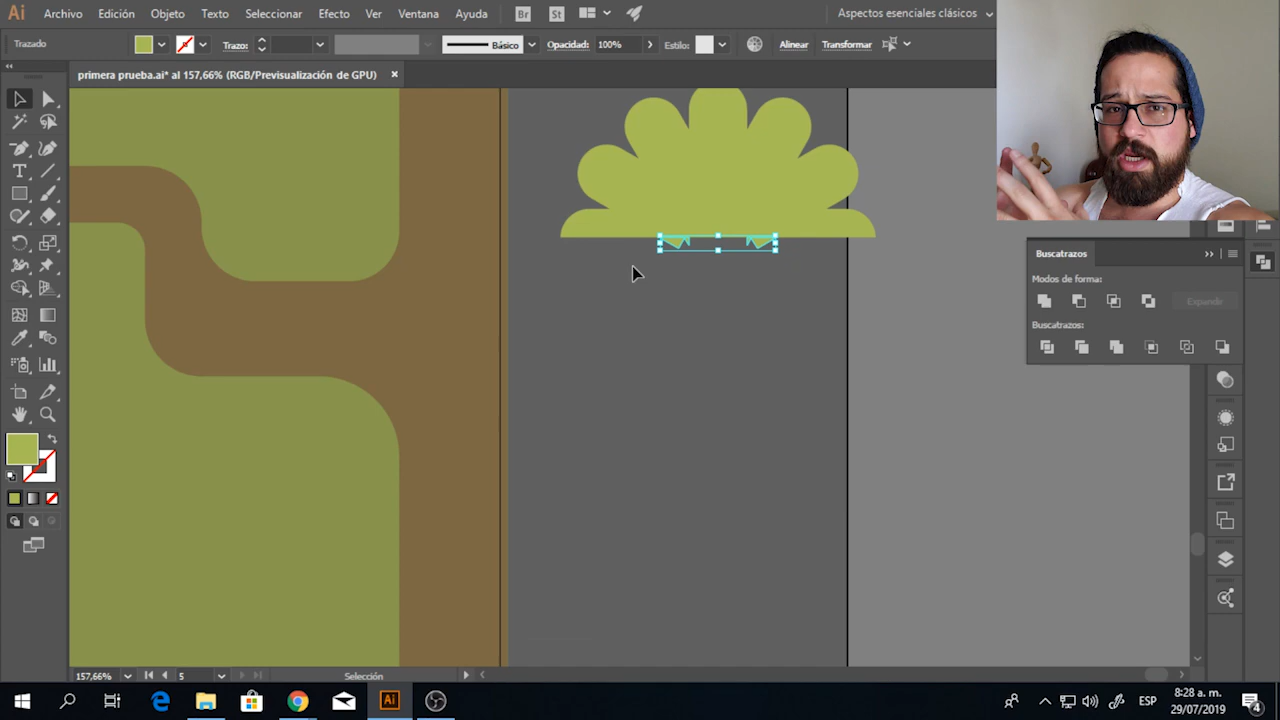 Ai Archivo Edición Objeto Texto Seleccionar Efecto Ver Ventana Ayuda Br St Aspectos esenciales clásicos
Trazado Trazo: Básico Opacidad: 100% Estilo: Alinear Transformar
primera prueba.ai* al 157,66% (RGB/Previsualización de GPU) ×
Buscatrazos
Modos de forma:
Expandir
Buscatrazos:
157,66% 5 Selección
Ai ESP 8:28 a. m.
29/07/2019 4